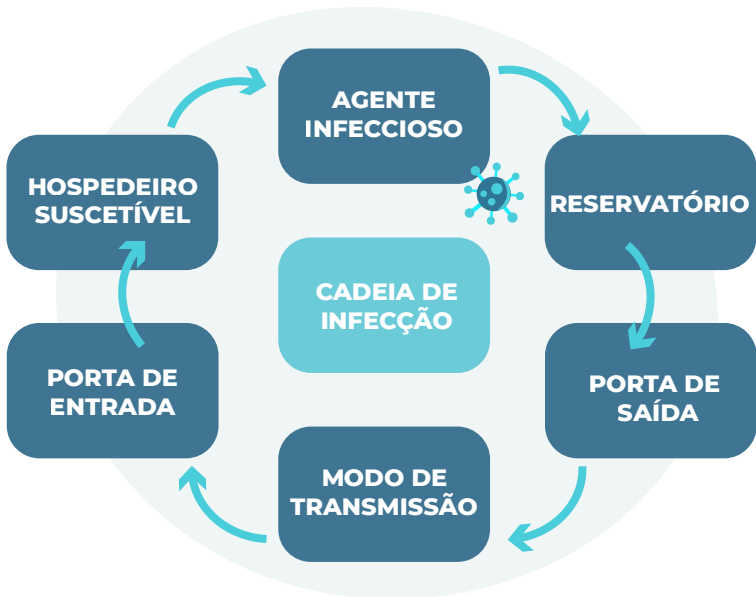 AGENTE
INFECCIOSO
HOSPEDEIRO
SUSCETÍVEL
RESERVATÓRIO
CADEIA DE
INFECÇÃO
PORTA DE
ENTRADA
PORTA DE
SAÍDA
MODO DE
TRANSMISSÃO